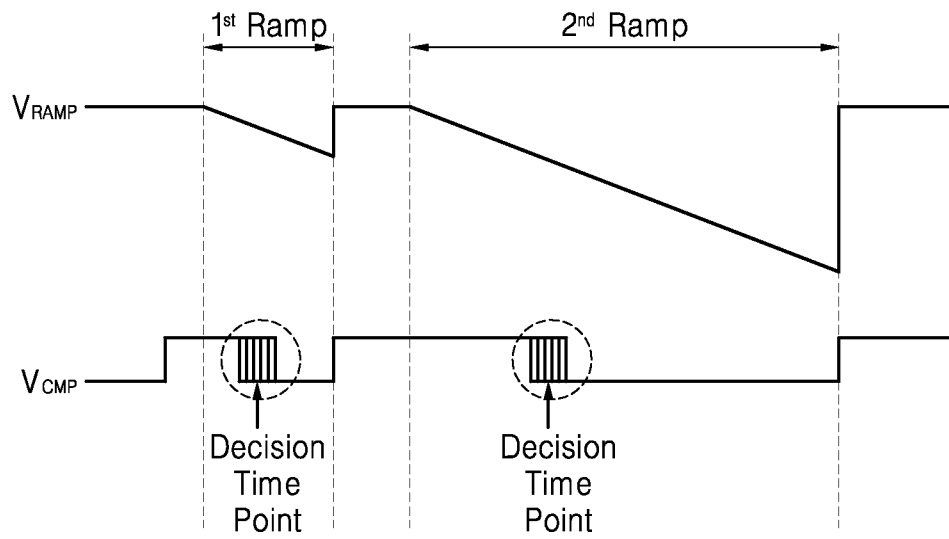 1st Ramp
2nd Ramp
VRAMP
VCMP
Decision
Time
Point
Decision
Time
Point